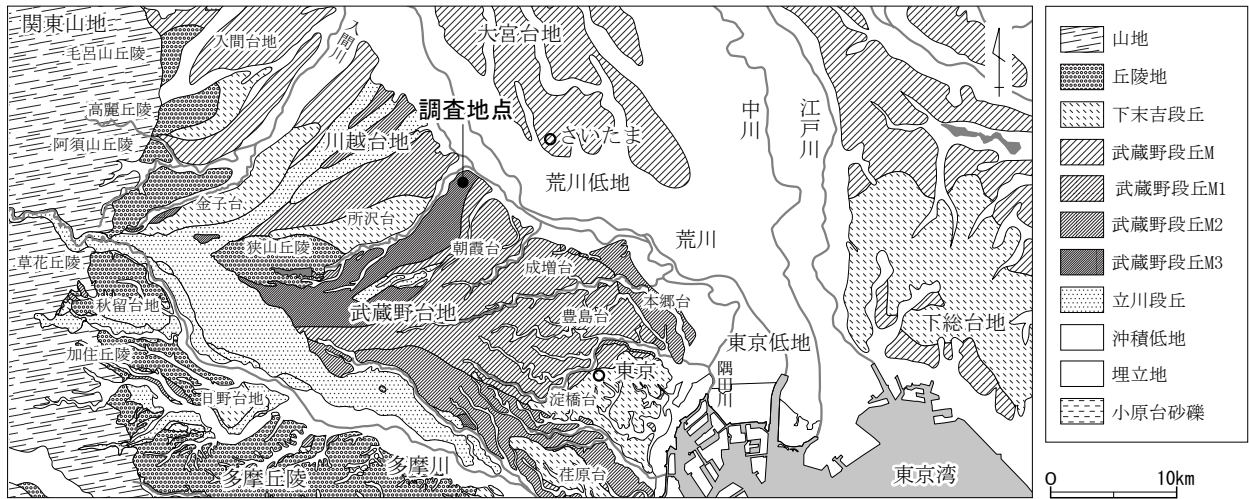 関東山地
毛呂山丘陵
入間台地
入間川
大宮台地
高麗丘陵
調査地点
阿須山丘陵
川越台地
さいたま
中川
江戸川
荒川低地
金子台
所沢台
狭山丘陵
朝霞台
荒川
草花丘陵
成増台
秋留台地
武蔵野台地
豊島台
本郷台
下総台地
加住丘陵
東京低地
東京
隅田川
淀橋台
日野台地
多摩丘陵
多摩川
荏原台
東京湾
山地
丘陵地
下末吉段丘
武蔵野段丘M
武蔵野段丘M1
武蔵野段丘M2
武蔵野段丘M3
立川段丘
沖積低地
埋立地
小原台砂礫
0 10km